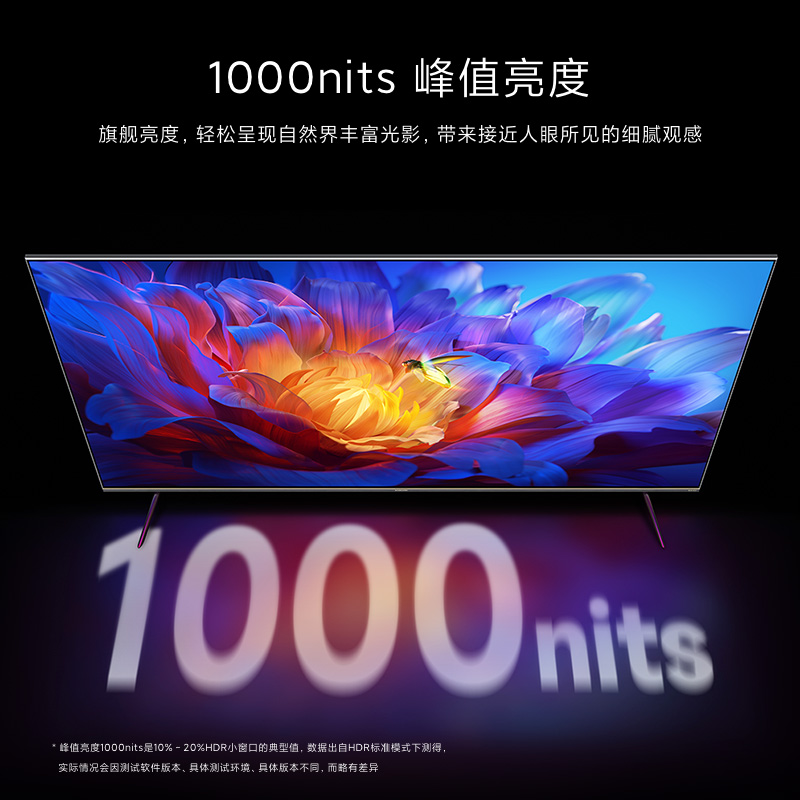 1000nits 峰值亮度
旗舰亮度，轻松呈现自然界丰富光影，带来接近人眼所见的细腻观感
1000nits
* 峰值亮度1000nits是10% - 20%HDR小窗口的典型值，数据出自HDR标准模式下测得，
实际情况会因测试软件版本、具体测试环境、具体版本不同，而略有差异